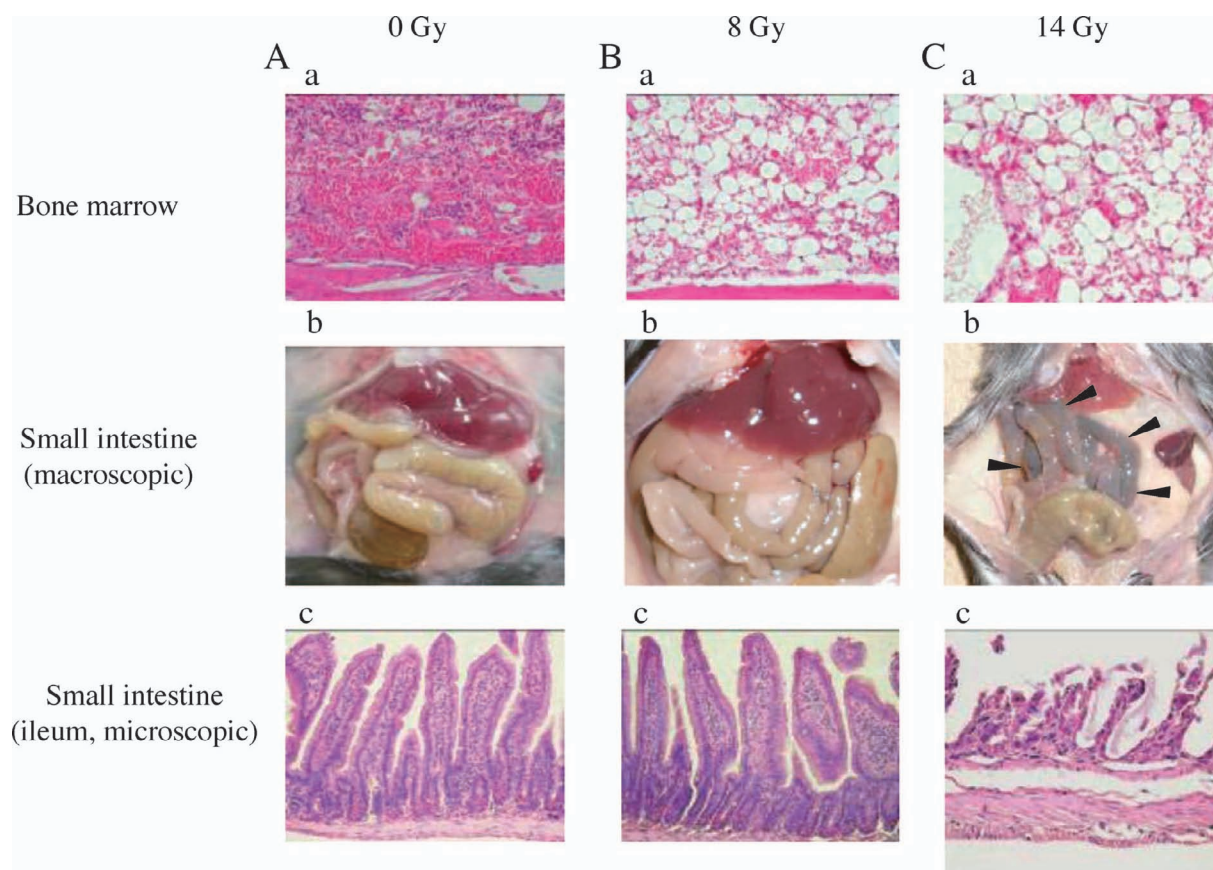 0 Gy
8 Gy
14 Gy
A
B
C
a
a
a
Bone marrow
b
b
b
Small intestine
(macroscopic)
c
c
c
Small intestine
(ileum, microscopic)